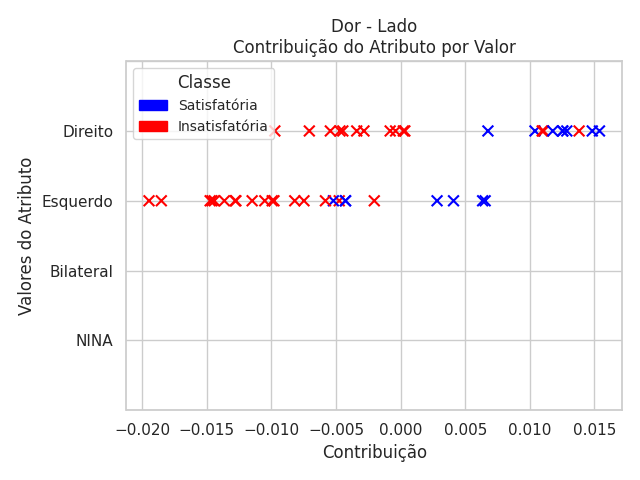 Dor - Lado
Contribuição do Atributo por Valor
Classe
Satisfatória
Insatisfatória
Valores do Atributo
Direito
Esquerdo
Bilateral
NINA
−0.020 −0.015 −0.010 −0.005 0.000 0.005 0.010 0.015
Contribuição